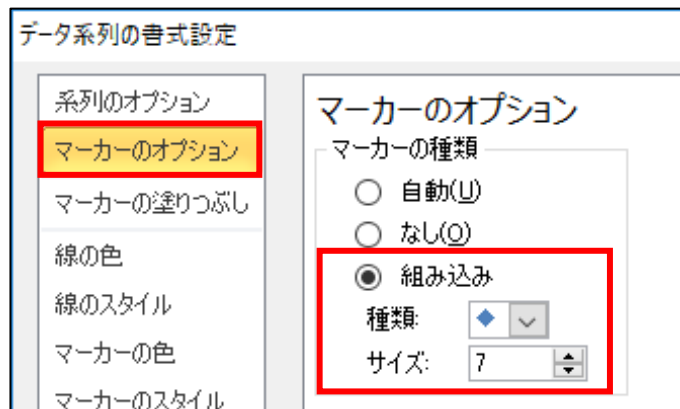 データ系列の書式設定
系列のオプション
マーカーのオプション
マーカーの塗りつぶし
線の色
線のスタイル
マーカーの色
マーカーのスタイル
マーカーのオプション
マーカーの種類
自動(U)
なし(O)
組み込み
種類:
サイズ: 7